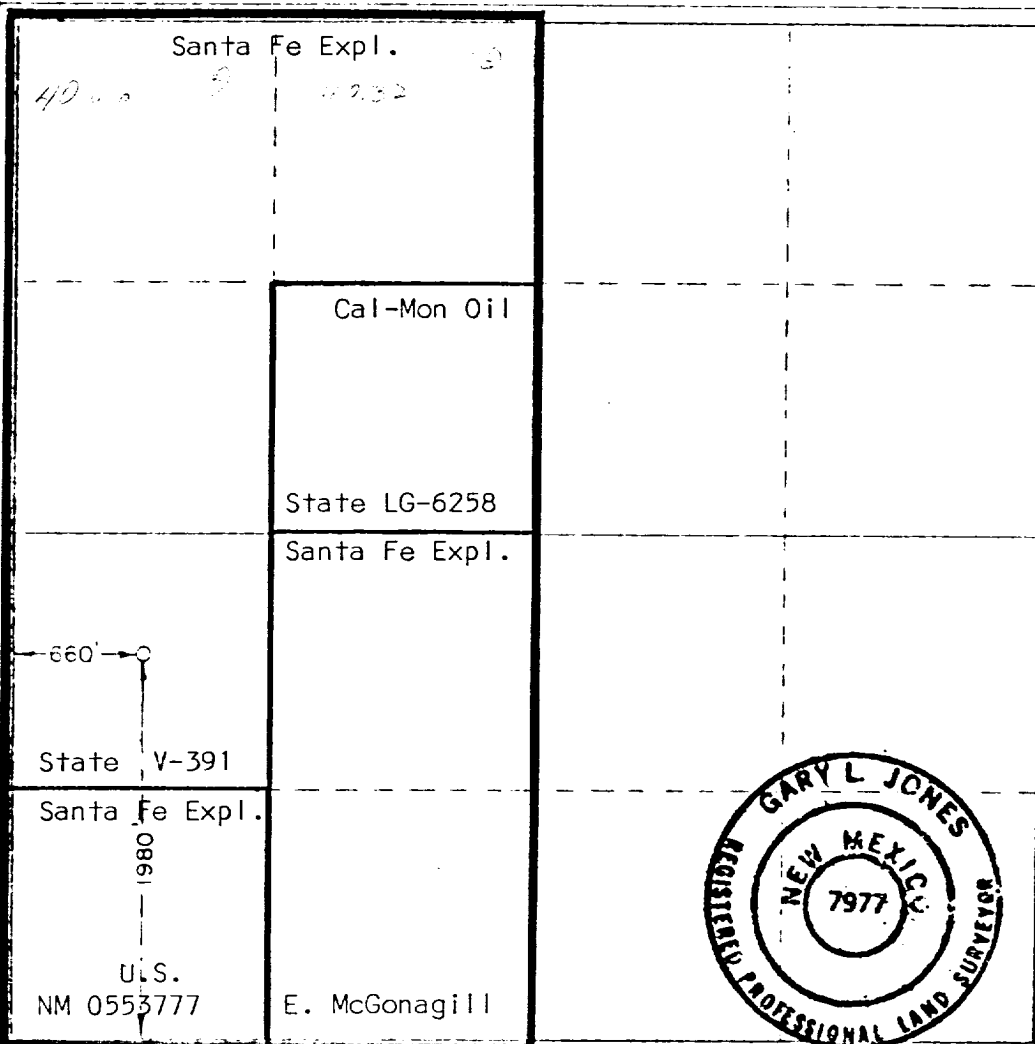 Santa Fe Expl.
Cal-Mon Oil
State LG-6258
Santa Fe Expl.
660'
State V-391
Santa Fe Expl.
1980
U.S.
NM 0553777
E. McGonagill
GARY L. JONES
NEW MEXICO
7977
REGISTERED PROFESSIONAL LAND SURVEYOR